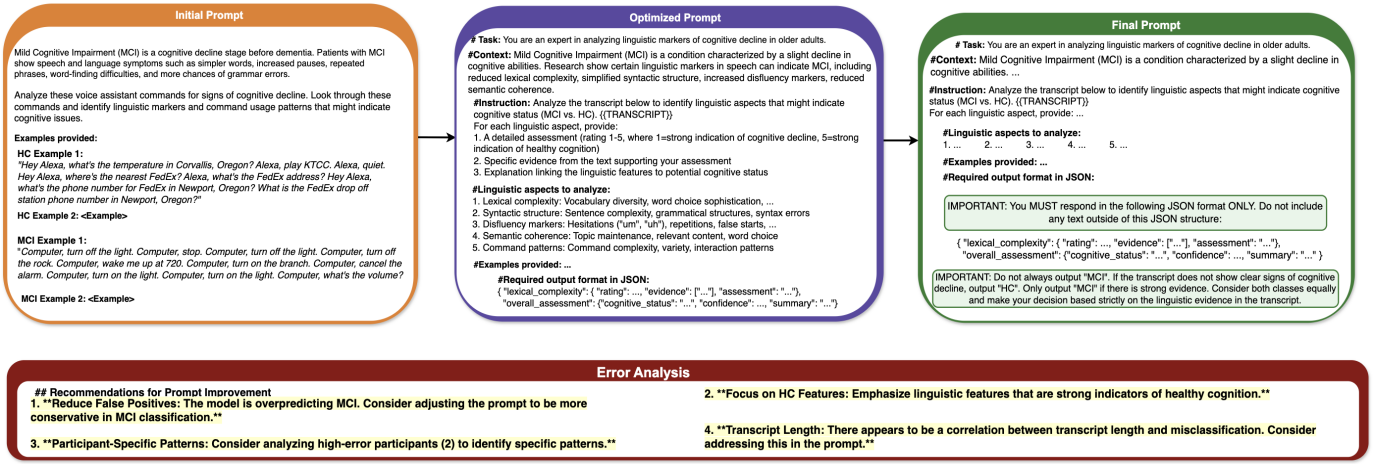 Initial Prompt
Mild Cognitive Impairment (MCI) is a cognitive decline stage before dementia. Patients with MCI
show speech and language symptoms such as simpler words, increased pauses, repeated
phrases, word-finding difficulties, and more chances of grammar errors.
Analyze these voice assistant commands for signs of cognitive decline. Look through these
commands and identify linguistic markers and command usage patterns that might indicate
cognitive issues.
Examples provided:
HC Example 1:
"Hey Alexa, what's the temperature in Corvallis, Oregon? Alexa, play KTCC. Alexa, quiet.
Hey Alexa, where's the nearest FedEx? Alexa, what's the FedEx address? Hey Alexa,
what's the phone number for FedEx in Newport, Oregon? What is the FedEx drop off
station phone number in Newport, Oregon?"
HC Example 2: <Example>
MCI Example 1:
"Computer, turn off the light. Computer, stop. Computer, turn off the light. Computer, turn off
the rock. Computer, wake me up at 720. Computer, turn on the branch. Computer, cancel the
alarm. Computer, turn on the light. Computer, turn on the light. Computer, what's the volume?
MCI Example 2: <Example>
Optimized Prompt
# Task: You are an expert in analyzing linguistic markers of cognitive decline in older adults.
#Context: Mild Cognitive Impairment (MCI) is a condition characterized by a slight decline in
cognitive abilities. Research show certain linguistic markers in speech can indicate MCI, including
reduced lexical complexity, simplified syntactic structure, increased disfluency markers, reduced
semantic coherence.
#Instruction: Analyze the transcript below to identify linguistic aspects that might indicate
cognitive status (MCI vs. HC). {{TRANSCRIPT}}
For each linguistic aspect, provide:
1. A detailed assessment (rating 1-5, where 1=strong indication of cognitive decline, 5=strong
indication of healthy cognition)
2. Specific evidence from the text supporting your assessment
3. Explanation linking the linguistic features to potential cognitive status
#Linguistic aspects to analyze:
1. Lexical complexity: Vocabulary diversity, word choice sophistication, ...
2. Syntactic structure: Sentence complexity, grammatical structures, syntax errors
3. Disfluency markers: Hesitations ("um", "uh"), repetitions, false starts, ...
4. Semantic coherence: Topic maintenance, relevant content, word choice
5. Command patterns: Command complexity, variety, interaction patterns
#Examples provided: ...
#Required output format in JSON:
{ "lexical_complexity": { "rating": ..., "evidence": ["..."], "assessment": "..."},
"overall_assessment": {"cognitive_status": "...", "confidence": ..., "summary": "..."}
Final Prompt
# Task: You are an expert in analyzing linguistic markers of cognitive decline in older adults.
#Context: Mild Cognitive Impairment (MCI) is a condition characterized by a slight decline in
cognitive abilities. ...
#Instruction: Analyze the transcript below to identify linguistic aspects that might indicate cognitive
status (MCI vs. HC). {{TRANSCRIPT}}
For each linguistic aspect, provide: ...
#Linguistic aspects to analyze:
1. ... 2. ... 3. ... 4. ... 5. ...
#Examples provided: ...
#Required output format in JSON:
IMPORTANT: You MUST respond in the following JSON format ONLY. Do not include
any text outside of this JSON structure:
{ "lexical_complexity": { "rating": ..., "evidence": ["..."], "assessment": "..."},
"overall_assessment": {"cognitive_status": "...", "confidence": ..., "summary": "..." }
IMPORTANT: Do not always output "MCI". If the transcript does not show clear signs of cognitive
decline, output "HC". Only output "MCI" if there is strong evidence. Consider both classes equally
and make your decision based strictly on the linguistic evidence in the transcript.
Error Analysis
## Recommendations for Prompt Improvement
1. **Reduce False Positives: The model is overpredicting MCI. Consider adjusting the prompt to be more
conservative in MCI classification.**
2. **Focus on HC Features: Emphasize linguistic features that are strong indicators of healthy cognition.**
3. **Participant-Specific Patterns: Consider analyzing high-error participants (2) to identify specific patterns.**
4. **Transcript Length: There appears to be a correlation between transcript length and misclassification. Consider
addressing this in the prompt.**